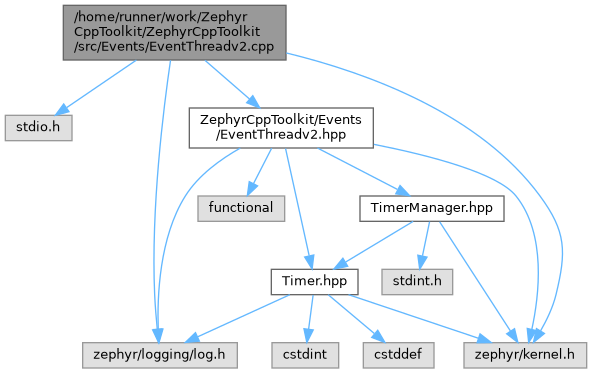 /home/runner/work/Zephyr
CppToolkit/ZephyrCppToolkit
/src/Events/EventThreadv2.cpp
stdio.h
ZephyrCppToolkit/Events
/EventThreadv2.hpp
functional
TimerManager.hpp
Timer.hpp
stdint.h
zephyr/logging/log.h
cstdint
cstddef
zephyr/kernel.h